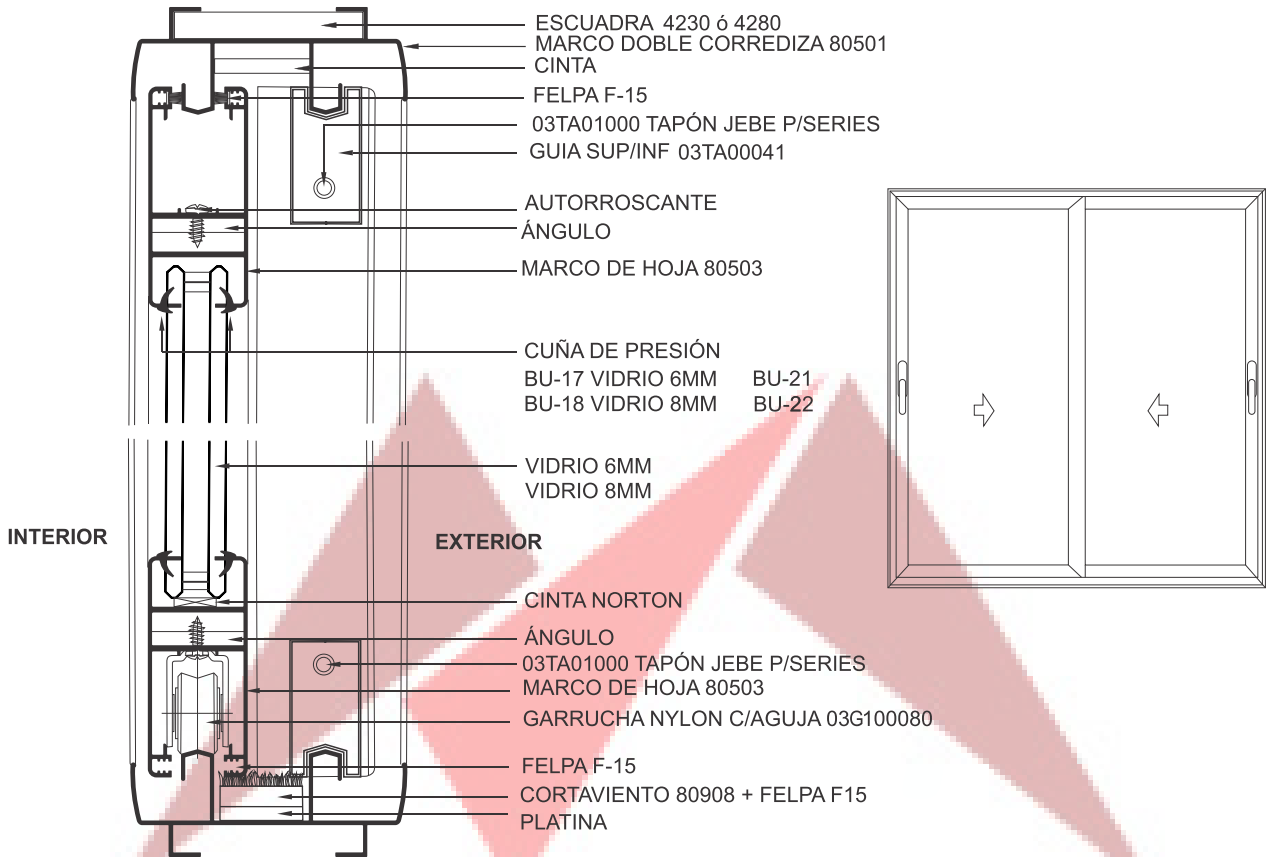 ESCUADRA 4230 ó 4280
MARCO DOBLE CORREDIZA 80501
CINTA
FELPA F-15
03TA01000 TAPÓN JEBE P/SERIES
GUIA SUP/INF 03TA00041
AUTORROSCANTE
ÁNGULO
MARCO DE HOJA 80503
CUÑA DE PRESIÓN
BU-17 VIDRIO 6MM BU-21
BU-18 VIDRIO 8MM BU-22
VIDRIO 6MM
VIDRIO 8MM
INTERIOR
EXTERIOR
CINTA NORTON
ÁNGULO
03TA01000 TAPÓN JEBE P/SERIES
MARCO DE HOJA 80503
GARRUCHA NYLON C/AGUJA 03G100080
FELPA F-15
CORTAVIENTO 80908 + FELPA F15
PLATINA